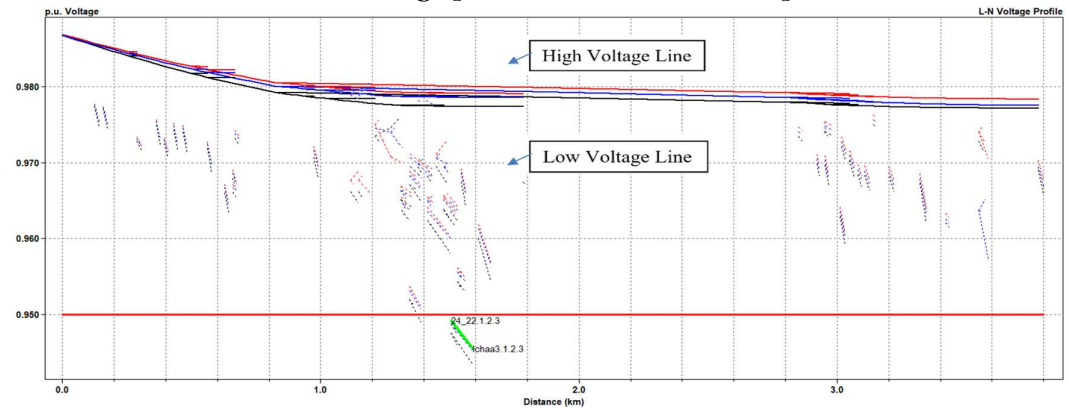 p.u. Voltage
L-N Voltage Profile
High Voltage Line
0.980
Low Voltage Line
0.970
0.960
0.950
24_22.1.2.3
lchaa3.1.2.3
0.0 1.0 2.0 3.0
Distance (km)